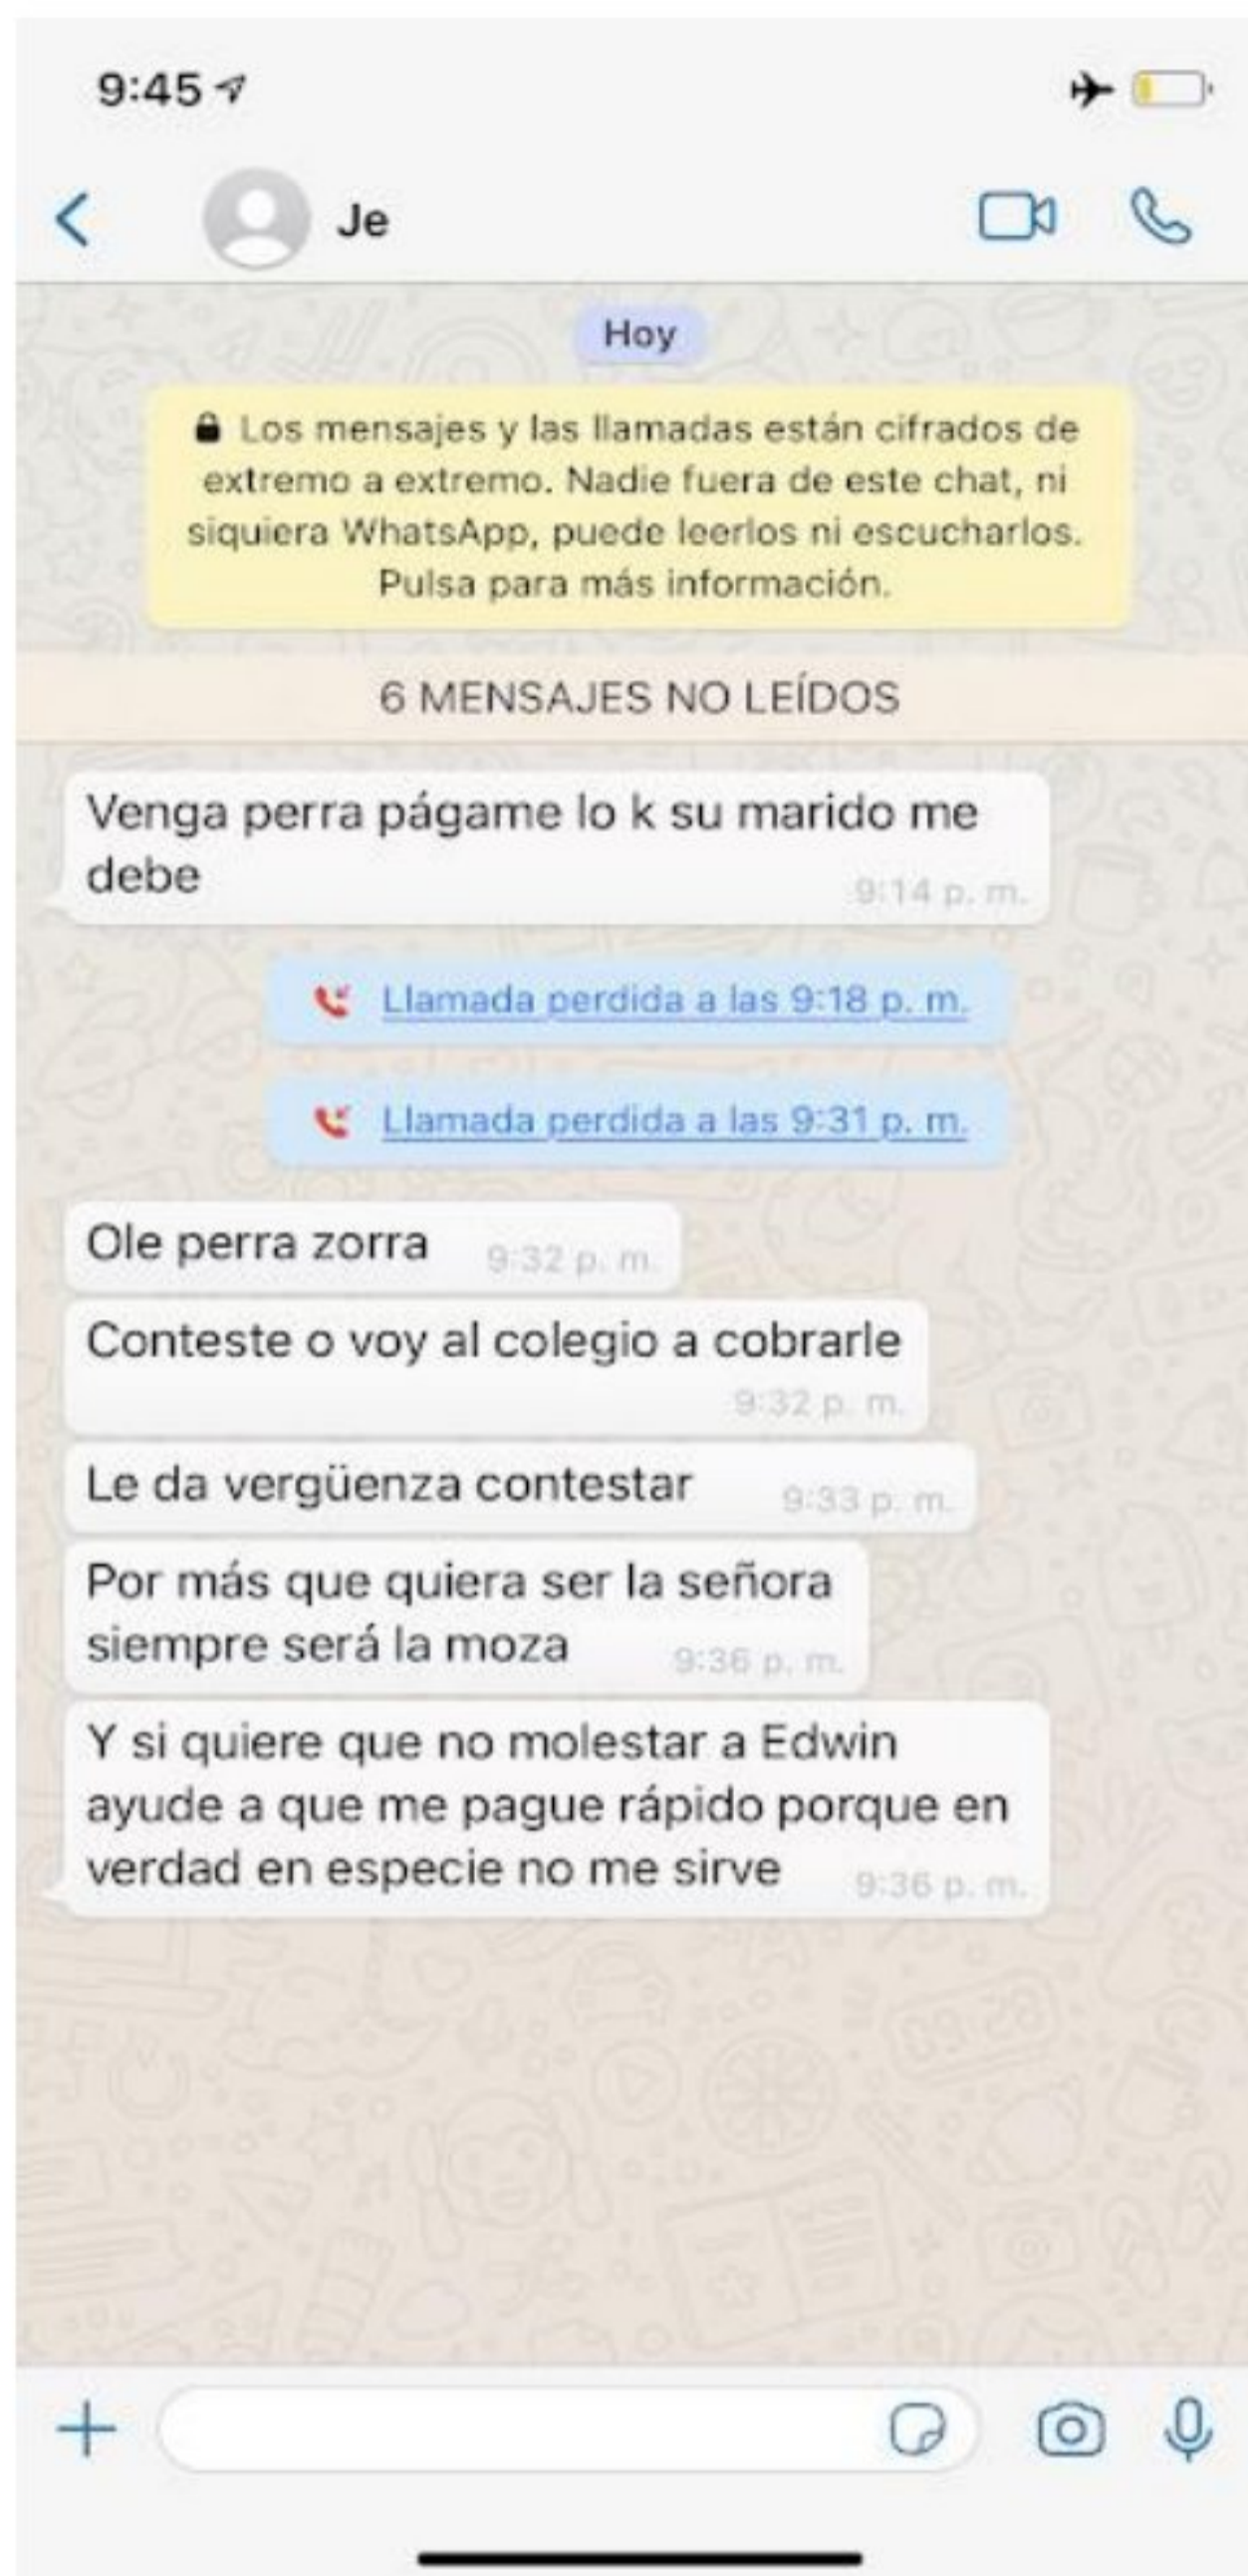 9:45
Je
Hoy
Los mensajes y las llamadas están cifrados de
extremo a extremo. Nadie fuera de este chat, ni
siquiera WhatsApp, puede leerlos ni escucharlos.
Pulsa para más información.
6 MENSAJES NO LEÍDOS
Venga perra págame lo k su marido me
debe
9:14 p. m.
Llamada perdida a las 9:18 p. m.
Llamada perdida a las 9:31 p. m.
Ole perra zorra 9:32 p. m.
Conteste o voy al colegio a cobrarle
9:32 p. m.
Le da vergüenza contestar 9:33 p. m.
Por más que quiera ser la señora
siempre será la moza 9:36 p. m.
Y si quiere que no molestar a Edwin
ayude a que me pague rápido porque en
verdad en especie no me sirve 9:36 p. m.